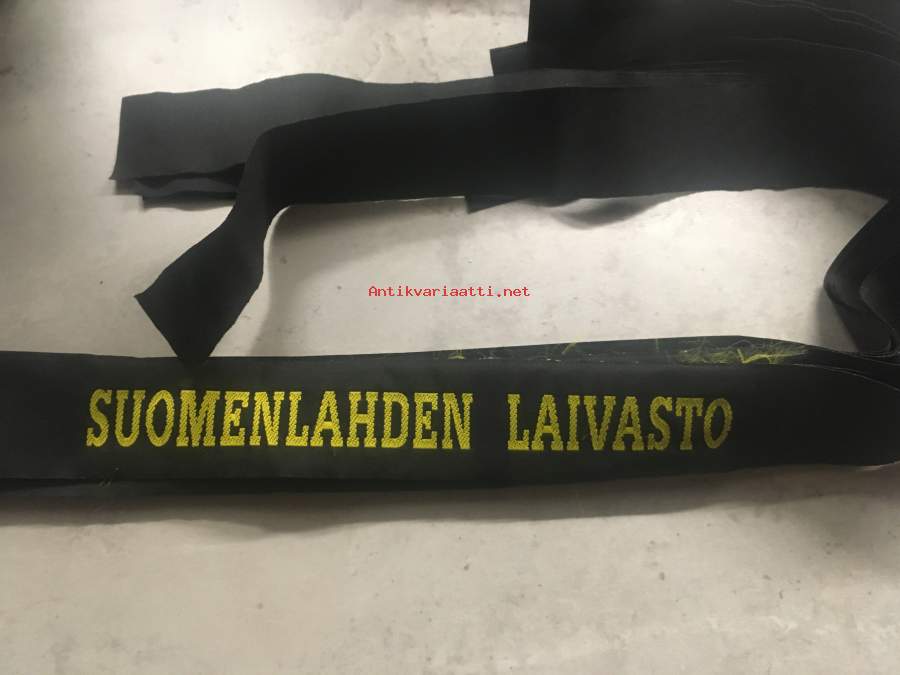 Antikvariaatti.net
SUOMENLAHDEN LAIVASTO